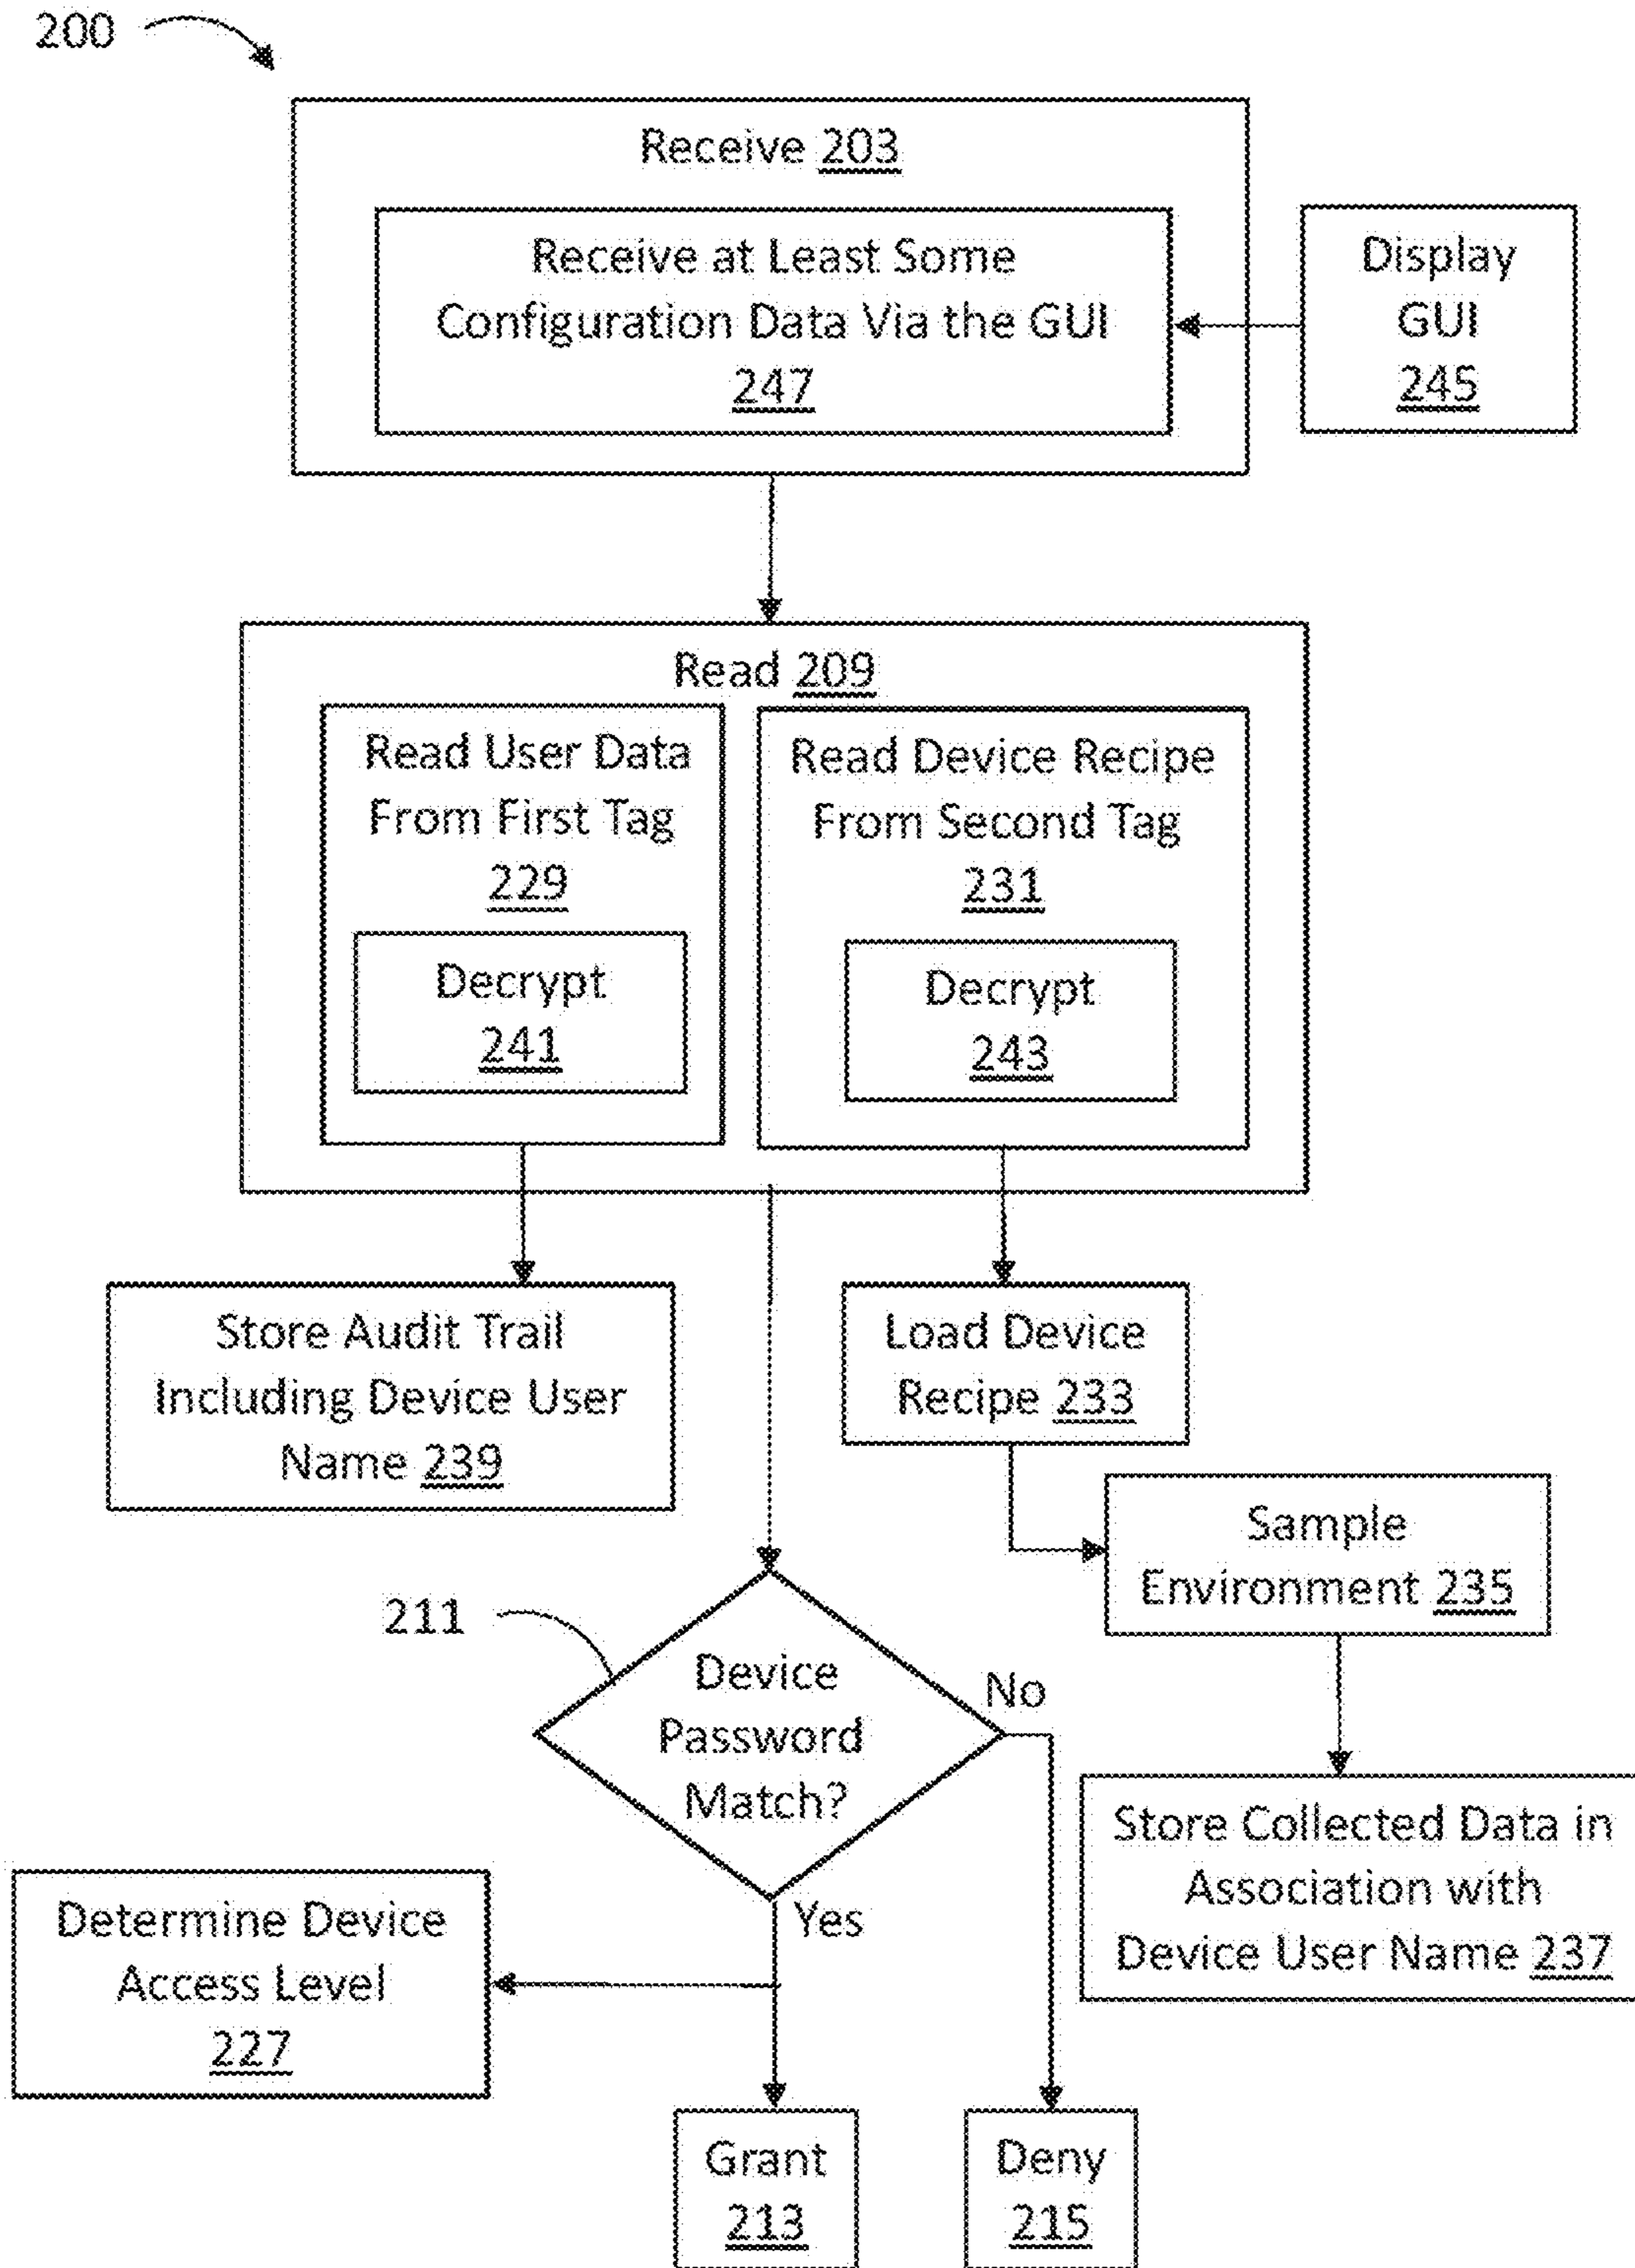 200
Receive 203
Receive at Least Some
Configuration Data Via the GUI
247
Display
GUI
245
Read 209
Read User Data
From First Tag
229
Decrypt
241
Read Device Recipe
From Second Tag
231
Decrypt
243
Store Audit Trail
Including Device User
Name 239
Load Device
Recipe 233
Sample
Environment 235
211
Device
Password
Match?
No
Yes
Store Collected Data in
Association with
Device User Name 237
Determine Device
Access Level
227
Grant
213
Deny
215